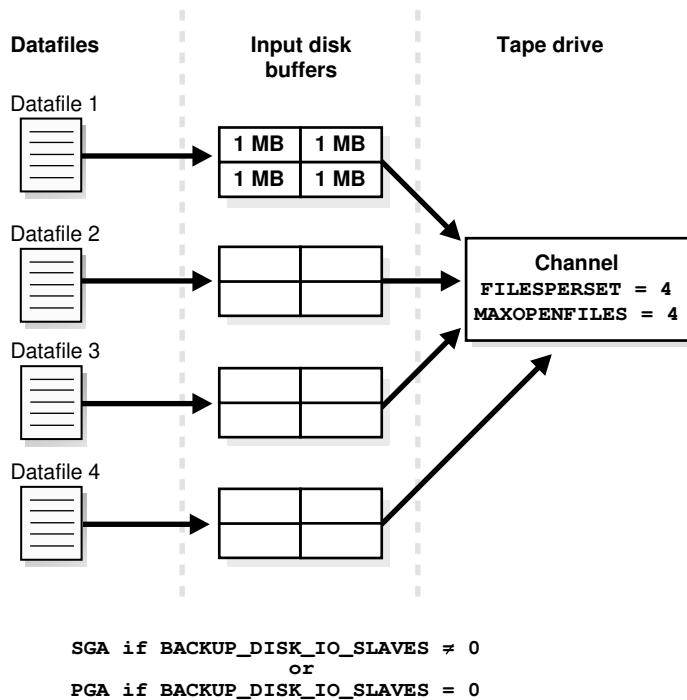 Datafiles
Input disk
buffers
Tape drive
Datafile 1
1 MB 1 MB
1 MB 1 MB
Datafile 2
Channel
FILESPERSET = 4
MAXOPENFILES = 4
Datafile 3
Datafile 4
SGA if BACKUP_DISK_IO_SLAVES ≠ 0
or
PGA if BACKUP_DISK_IO_SLAVES = 0